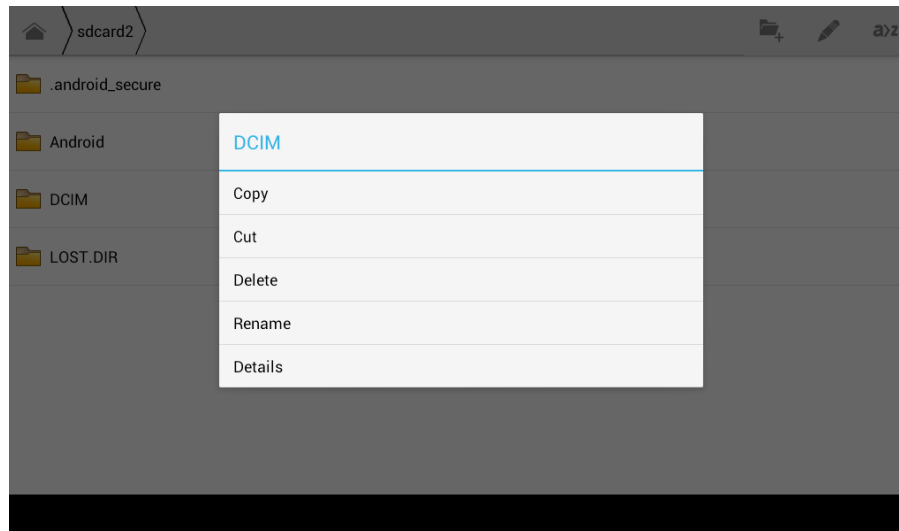 sdcard2
a>z
.android_secure
Android
DCIM
LOST.DIR
DCIM
Copy
Cut
Delete
Rename
Details